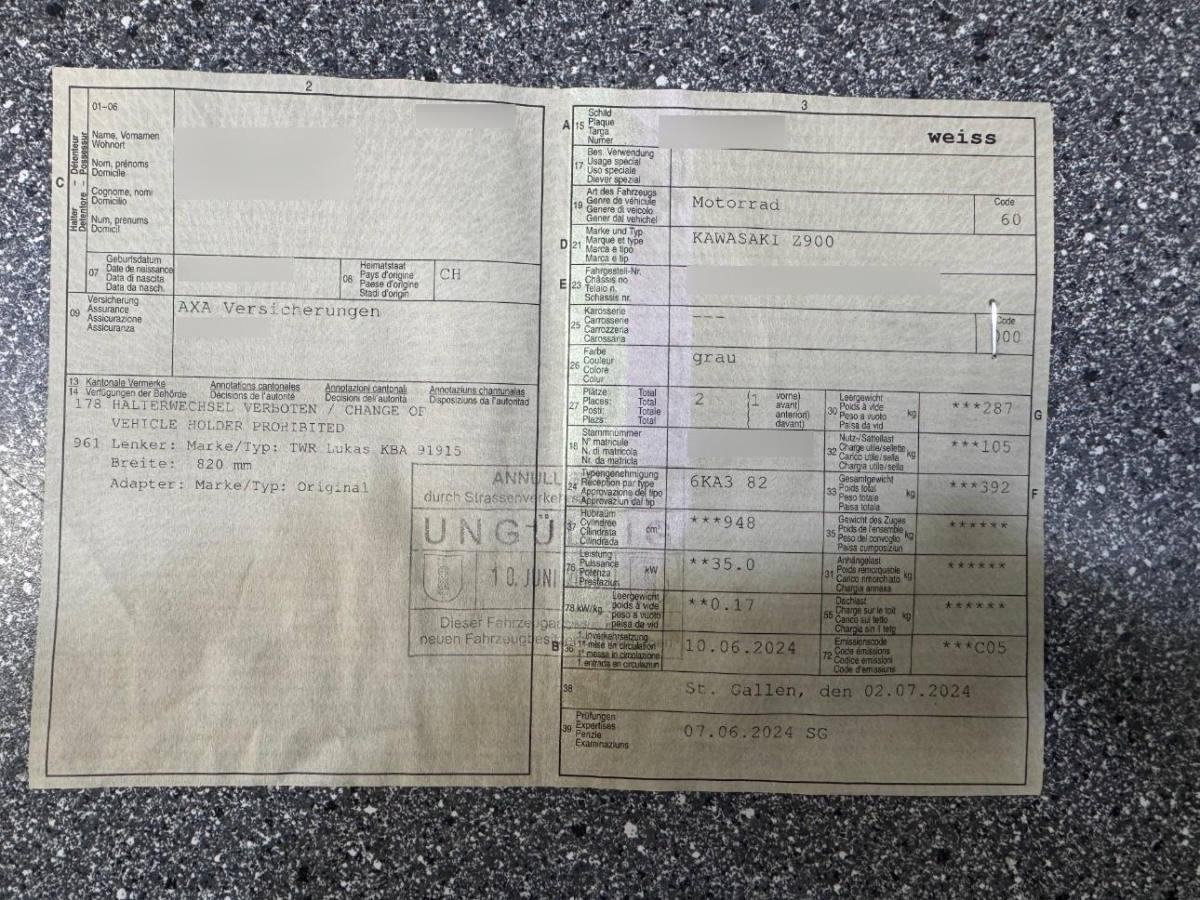 2
01-06
Halter - Détenteur
Detentore - Possessur
C
Name, Vornamen
Wohnort
Nom, prénoms
Domicile
Cognome, nomi
Domicilio
Num, prenums
Domicil
07
Geburtsdatum
Date de naissance
Data di nascita
Data da nasch.
08
Heimatstaat
Pays d'origine
Paese d'origine
Stadi d'origin
CH
09
Versicherung
Assurance
Assicurazione
Assicuranza
AXA Versicherungen
13 Kantonale Vermerke Annotations cantonales Annotazioni cantonali Annotaziuns chantunalas
14 Verfügungen der Behörde Décisions de l'autorité Decisioni dell'autorità Disposiziuns da l'autoritad
178 HALTERWECHSEL VERBOTEN / CHANGE OF
VEHICLE HOLDER PROHIBITED
961 Lenker: Marke/Typ: TWR Lukas KBA 91915
Breite: 820 mm
Adapter: Marke/Typ: Original
ANNULL
durch Strassenverkehrs
UNGÜLTIG
10. JUNI
Dieser Fahrzeugau
neuen Fahrzeugbesi
3
A 15
Schild
Plaque
Targa
Numer
weiss
17
Bes. Verwendung
Usage spécial
Uso speciale
Diever spezial
19
Art des Fahrzeugs
Genre de véhicule
Genere di veicolo
Gener dal vehichel
Motorrad
Code
60
D 21
Marke und Typ
Marque et type
Marca e tipo
Marca e tip
KAWASAKI Z900
E 23
Fahrgestell-Nr.
Châssis no
Telaio n.
Schassis nr.
25
Karosserie
Carrosserie
Carrozzeria
Carossaria
---
Code
000
26
Farbe
Couleur
Colore
Colur
grau
27
Plätze: Total
Places: Total
Posti: Totale
Plazs: Total
2
(1
vorne)
avant)
anteriori)
davant)
30
Leergewicht
Poids à vide
Peso a vuoto
Paisa da vid
kg
***287
G
18
Stammnummer
N° matricule
N. di matricola
Nr. da matricla
32
Nutz-/Sattellast
Charge utile/sellette
Carico utile/sella
Chargia utila/sella
kg
***105
24
Typengenehmigung
Réception par type
Approvazione del tipo
Approvaziun dal tip
6KA3 82
33
Gesamtgewicht
Poids total
Peso totale
Paisa totala
kg
***392
F
37
Hubraum
Cylindrée
Cilindrata
Cilindrada
cm³
***948
35
Gewicht des Zuges
Poids de l'ensemble
Peso del convoglio
Paisa cumposiziun
kg
******
76
Leistung
Puissance
Potenza
Prestaziun
kW
**35.0
31
Anhängelast
Poids remorquable
Carico rimorchiato
Chargia annexa
kg
******
78 kW/kg
Leergewicht
poids à vide
peso a vuoto
paisa da vid
**0.17
55
Dachlast
Charge sur le toit
Carico sul tetto
Chargia sin il tetg
kg
******
B 36
1. Inverkehrsetzung
1re mise en circulation
1a messa in circolazione
1. entrada en circulaziun
10.06.2024
72
Emissionscode
Code émissions
Codice emissioni
Code d'emissiuns
***C05
38
St. Gallen, den 02.07.2024
39
Prüfungen
Expertises
Perizie
Examinaziuns
07.06.2024 SG